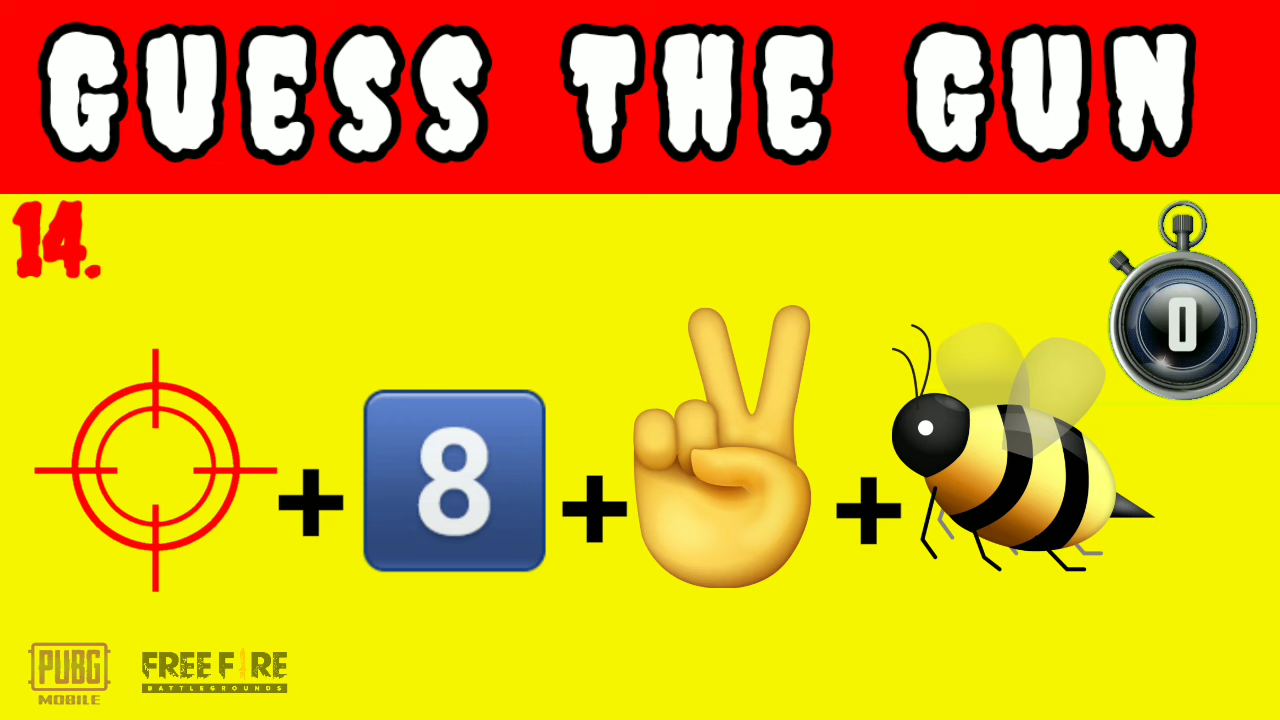 GUESS THE GUN
14.
0
+ 8 + +
PUBG
MOBILE
FREE FIRE
BATTLEGROUNDS